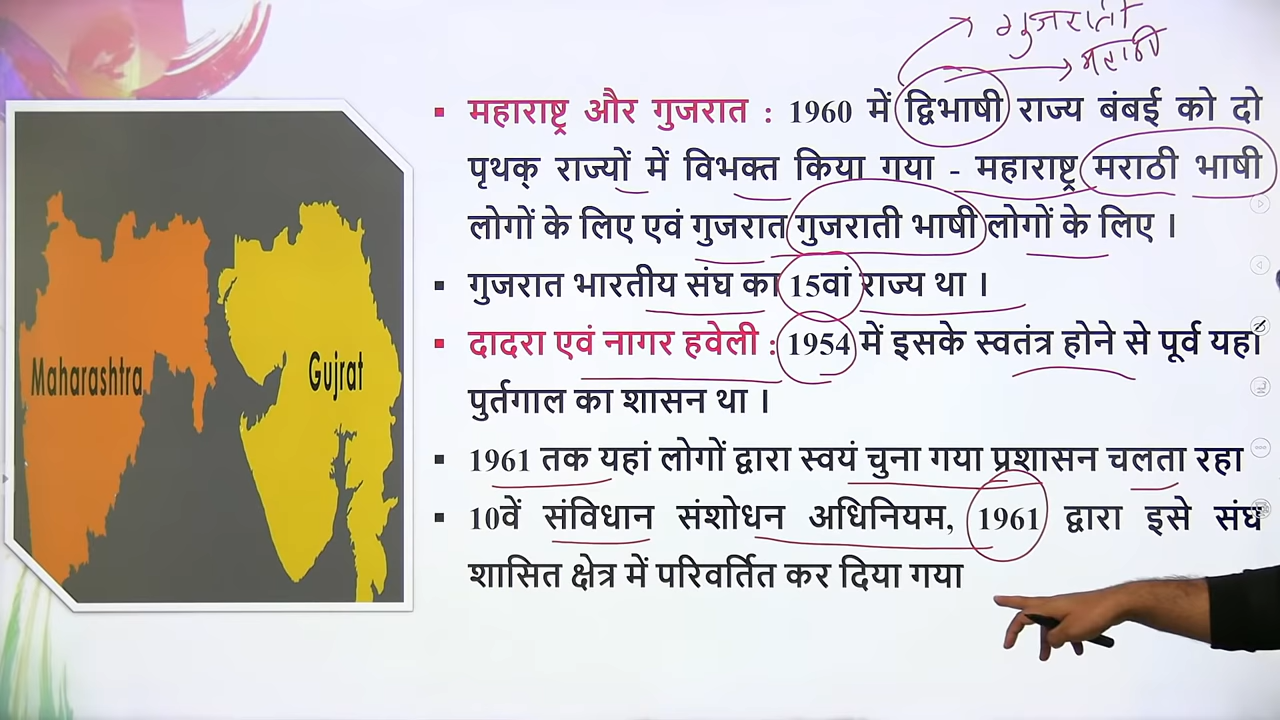 गुजराती
मराठी
▪ महाराष्ट्र और गुजरात : 1960 में द्विभाषी राज्य बंबई को दो
पृथक् राज्यों में विभक्त किया गया - महाराष्ट्र मराठी भाषी
लोगों के लिए एवं गुजरात गुजराती भाषी लोगों के लिए ।
▪ गुजरात भारतीय संघ का 15वां राज्य था ।
▪ दादरा एवं नागर हवेली : 1954 में इसके स्वतंत्र होने से पूर्व यहां
पुर्तगाल का शासन था ।
▪ 1961 तक यहां लोगों द्वारा स्वयं चुना गया प्रशासन चलता रहा
▪ 10वें संविधान संशोधन अधिनियम, 1961 द्वारा इसे संघ
शासित क्षेत्र में परिवर्तित कर दिया गया
Maharashtra
Gujrat